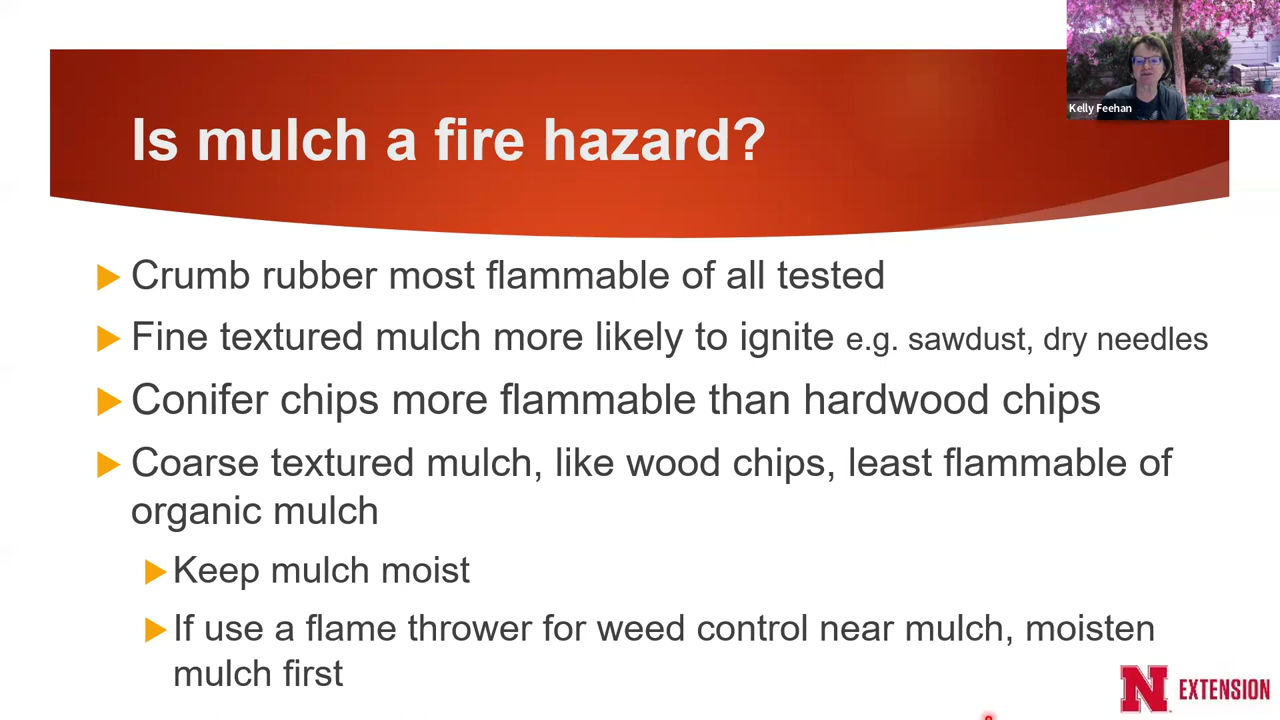 Kelly Feehan
Is mulch a fire hazard?
Crumb rubber most flammable of all tested
Fine textured mulch more likely to ignite e.g. sawdust, dry needles
Conifer chips more flammable than hardwood chips
Coarse textured mulch, like wood chips, least flammable of
organic mulch
Keep mulch moist
If use a flame thrower for weed control near mulch, moisten
mulch first
N EXTENSION